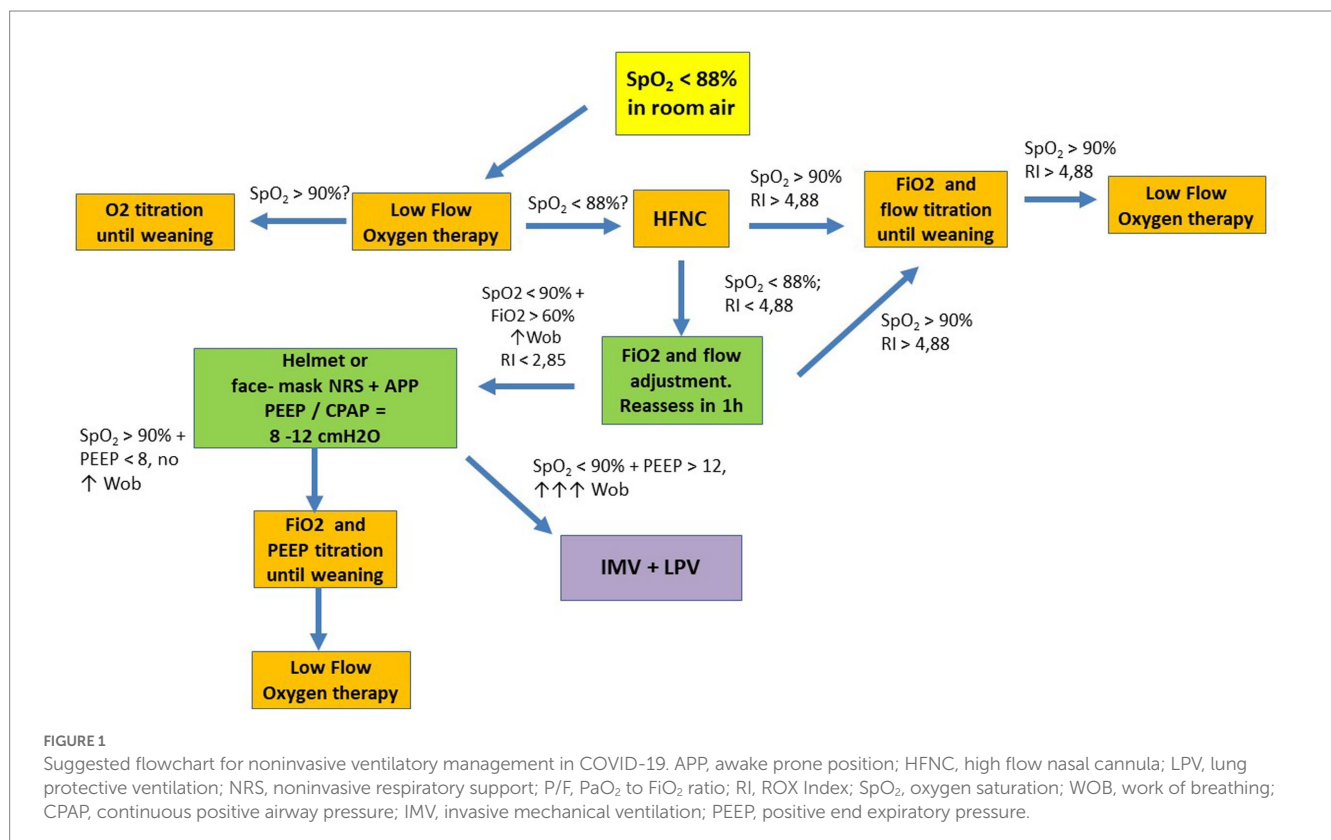 SpO₂ < 88%
in room air
SpO₂ > 90%?
O2 titration
until weaning
Low Flow
Oxygen therapy
SpO₂ < 88%?
HFNC
SpO₂ > 90%
RI > 4,88
FiO2 and
flow titration
until weaning
SpO₂ > 90%
RI > 4,88
Low Flow
Oxygen therapy
SpO2 < 90% +
FiO2 > 60%
↑Wob
RI < 2,85
SpO₂ < 88%;
RI < 4,88
SpO₂ > 90%
RI > 4,88
Helmet or
face- mask NRS + APP
PEEP / CPAP =
8 -12 cmH2O
FiO2 and flow
adjustment.
Reassess in 1h
SpO₂ > 90% +
PEEP < 8, no
↑ Wob
SpO₂ < 90% + PEEP > 12,
↑↑↑ Wob
FiO2 and
PEEP titration
until weaning
IMV + LPV
Low Flow
Oxygen therapy
FIGURE 1
Suggested flowchart for noninvasive ventilatory management in COVID-19. APP, awake prone position; HFNC, high flow nasal cannula; LPV, lung
protective ventilation; NRS, noninvasive respiratory support; P/F, PaO₂ to FiO₂ ratio; RI, ROX Index; SpO₂, oxygen saturation; WOB, work of breathing;
CPAP, continuous positive airway pressure; IMV, invasive mechanical ventilation; PEEP, positive end expiratory pressure.